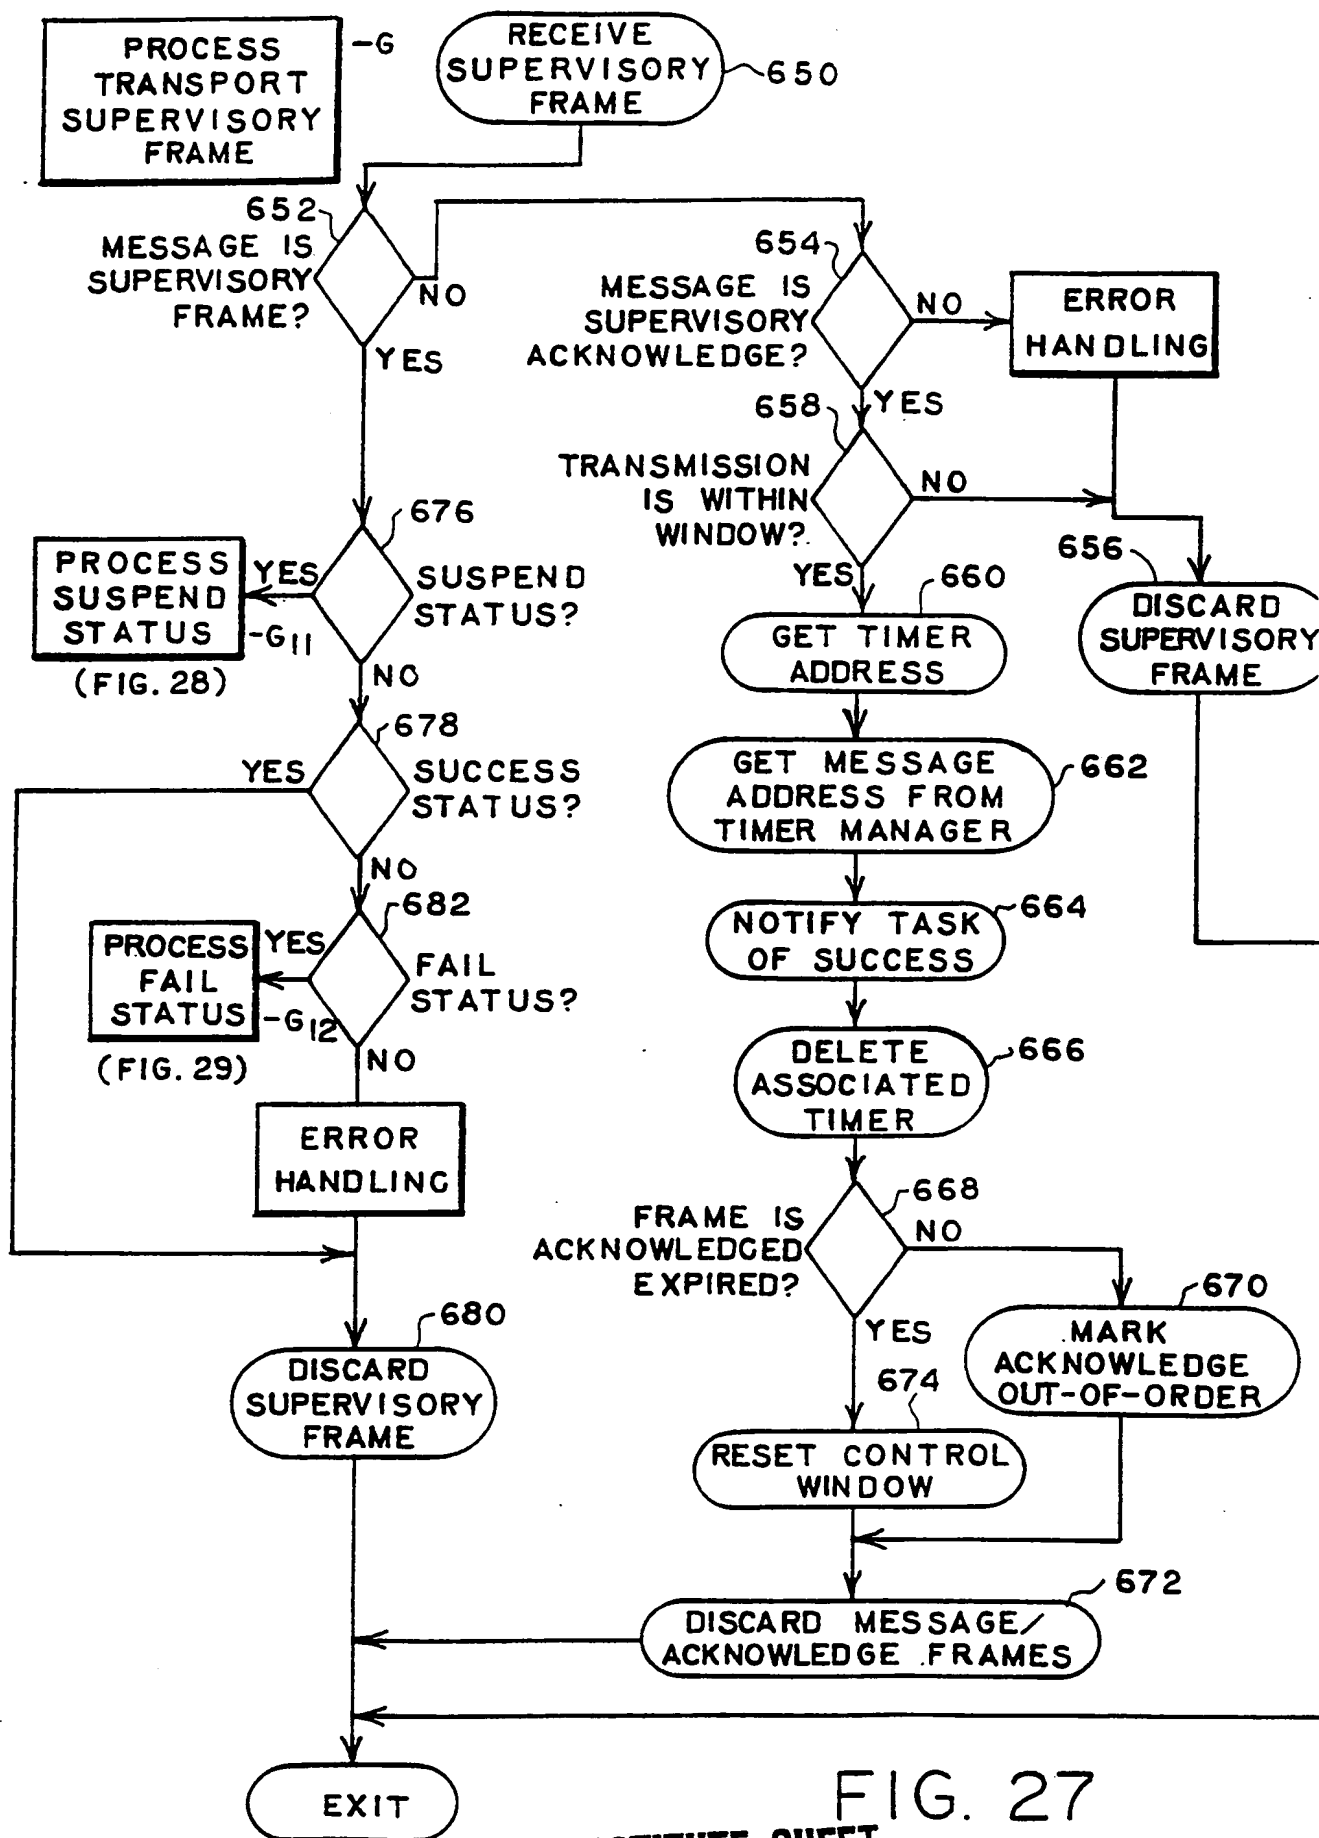 PROCESS
TRANSPORT
SUPERVISORY
FRAME
-G
RECEIVE
SUPERVISORY
FRAME
650
652
MESSAGE IS
SUPERVISORY
FRAME?
NO
YES
654
MESSAGE IS
SUPERVISORY
ACKNOWLEDGE?
NO
ERROR
HANDLING
YES
658
TRANSMISSION
IS WITHIN
WINDOW?
NO
YES
656
DISCARD
SUPERVISORY
FRAME
676
SUSPEND
STATUS?
YES
PROCESS
SUSPEND
STATUS
-G11
(FIG. 28)
NO
660
GET TIMER
ADDRESS
678
SUCCESS
STATUS?
YES
NO
662
GET MESSAGE
ADDRESS FROM
TIMER MANAGER
682
FAIL
STATUS?
YES
PROCESS
FAIL
STATUS
-G12
(FIG. 29)
NO
664
NOTIFY TASK
OF SUCCESS
666
DELETE
ASSOCIATED
TIMER
ERROR
HANDLING
668
FRAME IS
ACKNOWLEDGED
EXPIRED?
NO
YES
670
MARK
ACKNOWLEDGE
OUT-OF-ORDER
680
DISCARD
SUPERVISORY
FRAME
674
RESET CONTROL
WINDOW
672
DISCARD MESSAGE/
ACKNOWLEDGE FRAMES
EXIT
FIG. 27
SHEET